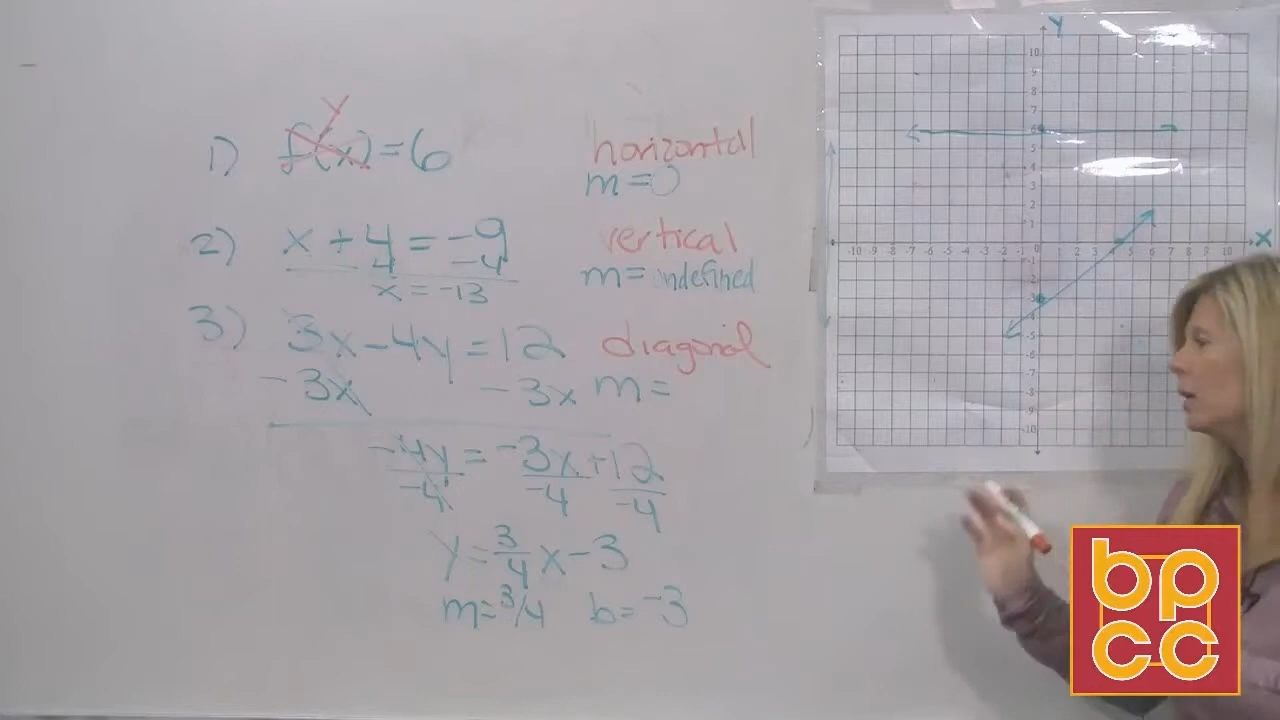 y
1) f(x) = 6 horizontal
m = 0
2) x + 4 = -9 vertical
-4 -4 m = undefined
x = -13
3) 3x - 4y = 12 diagonal
-3x -3x m =
-4y = -3x + 12
-4 -4 -4
y = 3/4 x - 3
m = 3/4 b = -3
Y
X
bp
cc